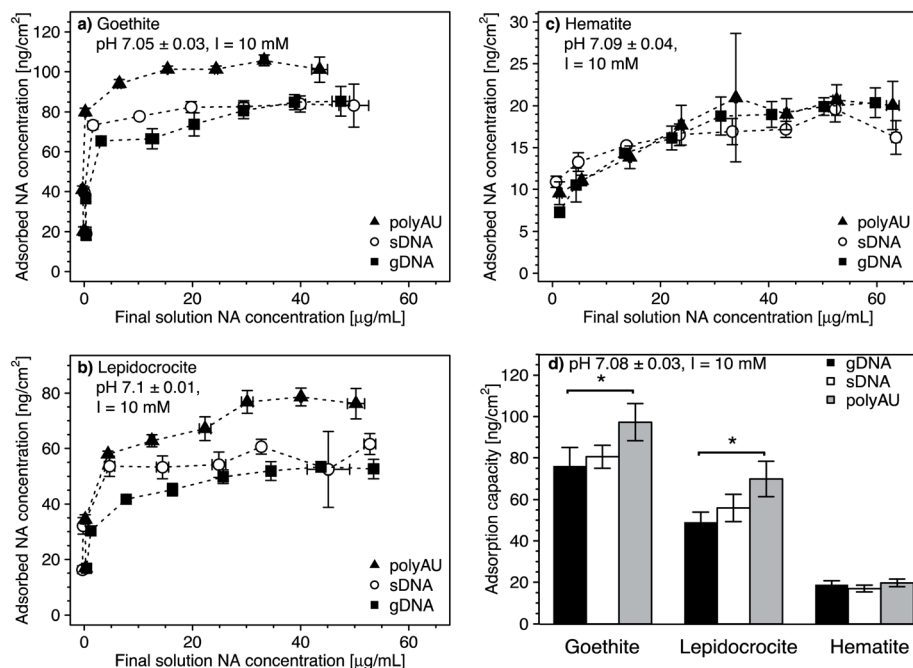 a) Goethite
pH 7.05 ± 0.03, I = 10 mM
Adsorbed NA concentration [ng/cm²]
120
100
80
60
40
20
0
polyAU
sDNA
gDNA
0 20 40 60
Final solution NA concentration [µg/mL]
c) Hematite
pH 7.09 ± 0.04,
I = 10 mM
Adsorbed NA concentration [ng/cm²]
30
25
20
15
10
5
0
polyAU
sDNA
gDNA
0 20 40 60
Final solution NA concentration [µg/mL]
b) Lepidocrocite
pH 7.1 ± 0.01,
I = 10 mM
Adsorbed NA concentration [ng/cm²]
80
60
40
20
0
polyAU
sDNA
gDNA
0 20 40 60
Final solution NA concentration [µg/mL]
d) pH 7.08 ± 0.03, I = 10 mM
Adsorption capacity [ng/cm²]
120
100
80
60
40
20
0
gDNA
sDNA
polyAU
*
*
Goethite Lepidocrocite Hematite